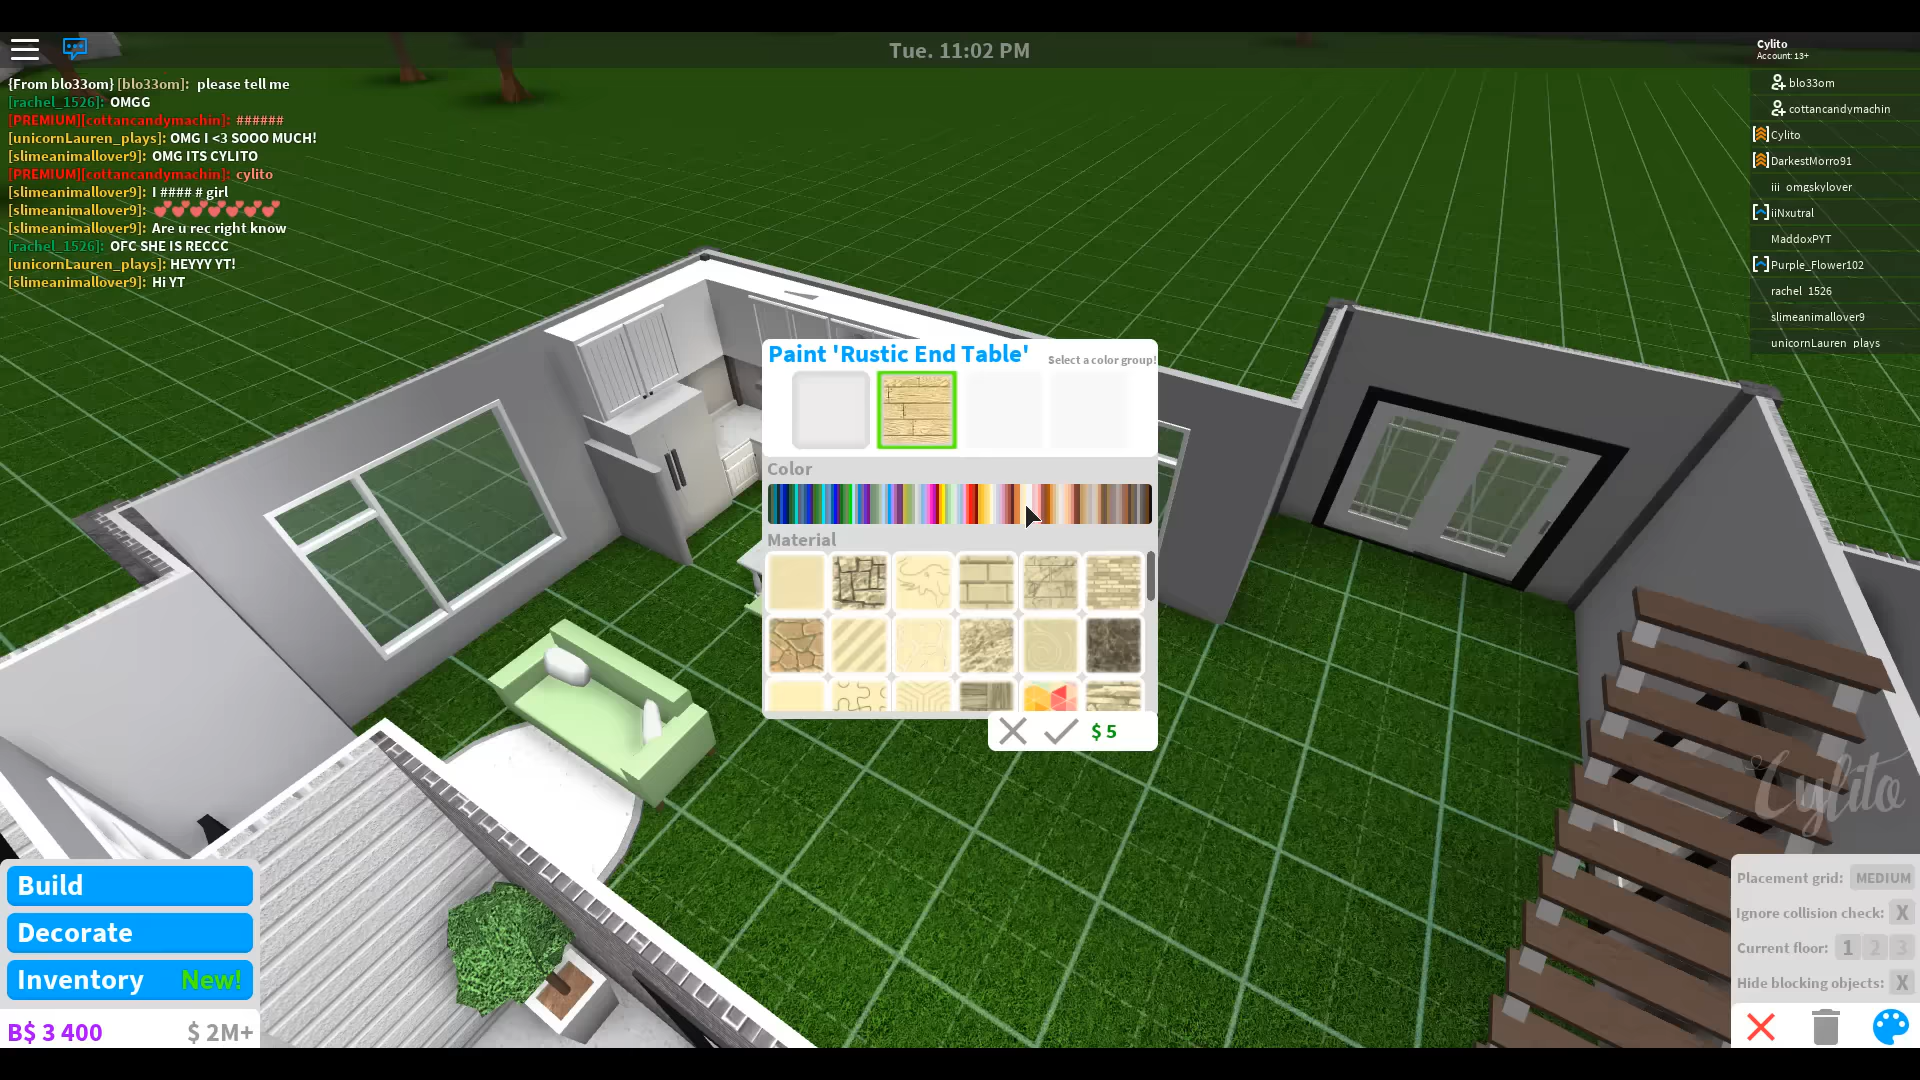 Tue. 11:02 PM
{From blo33om} [blo33om]: please tell me
[rachel_1526]: OMGG
[PREMIUM][cottancandymachin]: ######
[unicornLauren_plays]: OMG I <3 SOOO MUCH!
[slimeanimallover9]: OMG ITS CYLITO
[PREMIUM][cottancandymachin]: cylito
[slimeanimallover9]: I #### # girl
[slimeanimallover9]: 💕💕💕💕💕💕💕
[slimeanimallover9]: Are u rec right know
[rachel_1526]: OFC SHE IS RECCC
[unicornLauren_plays]: HEYYY YT!
[slimeanimallover9]: Hi YT
Cylito
Account: 13+
blo33om
cottancandymachin
Cylito
DarkestMorro91
iii_omgskylover
iiNxutral
MaddoxPYT
Purple_Flower102
rachel_1526
slimeanimallover9
unicornLauren_plays
Paint 'Rustic End Table'
Select a color group!
Color
Material
$ 5
Cylito
Build
Decorate
Inventory New!
B$ 3 400 $ 2M+
Placement grid: MEDIUM
Ignore collision check: X
Current floor: 1 2 3
Hide blocking objects: X